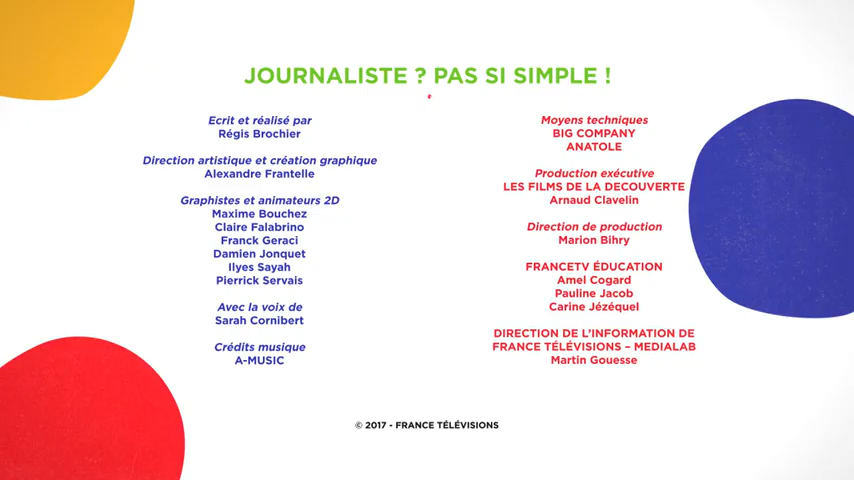 JOURNALISTE ? PAS SI SIMPLE !
Ecrit et réalisé par
Régis Brochier
Direction artistique et création graphique
Alexandre Frantelle
Graphistes et animateurs 2D
Maxime Bouchez
Claire Falabrino
Franck Geraci
Damien Jonquet
Ilyes Sayah
Pierrick Servais
Avec la voix de
Sarah Cornibert
Crédits musique
A-MUSIC
Moyens techniques
BIG COMPANY
ANATOLE
Production exécutive
LES FILMS DE LA DECOUVERTE
Arnaud Clavelin
Direction de production
Marion Bihry
FRANCETV ÉDUCATION
Amel Cogard
Pauline Jacob
Carine Jézéquel
DIRECTION DE L'INFORMATION DE
FRANCE TÉLÉVISIONS – MEDIALAB
Martin Gouesse
© 2017 - FRANCE TÉLÉVISIONS